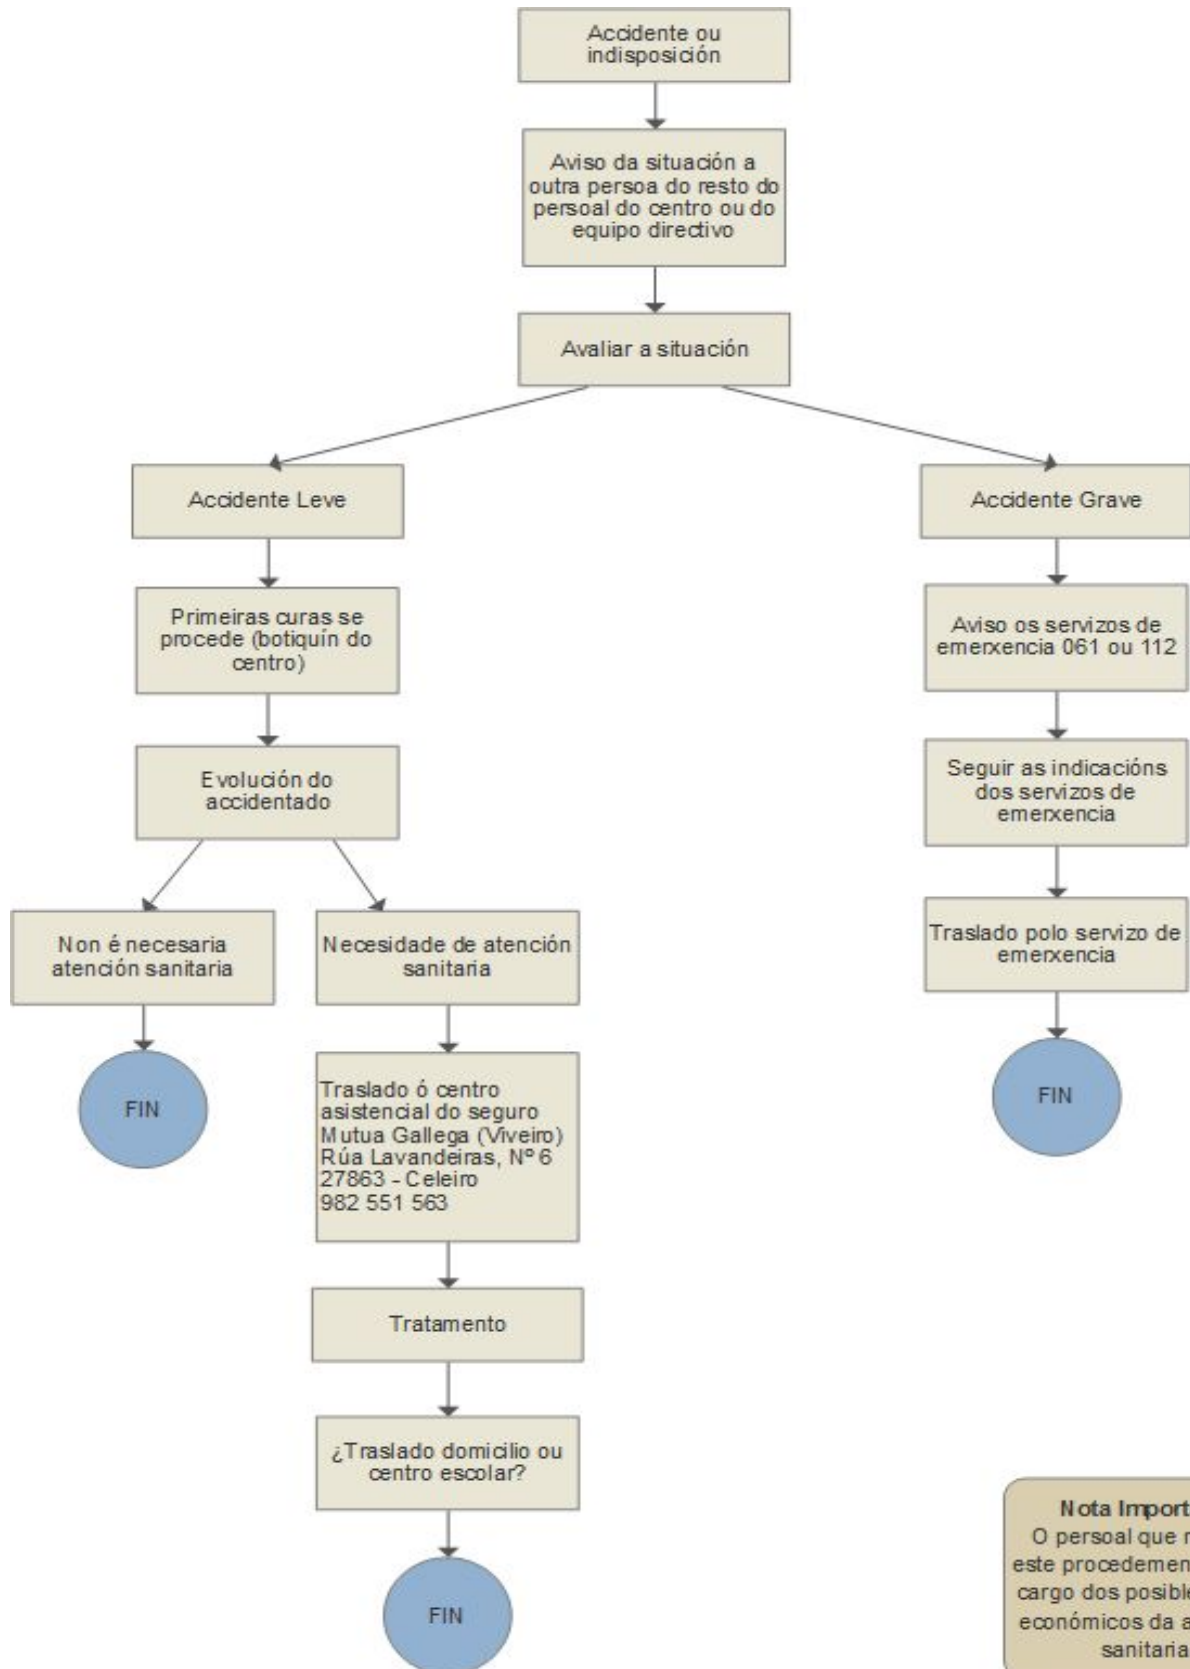 Accidente ou
indisposición
Aviso da situación a
outra persoa do resto do
persoal do centro ou do
equipo directivo
Avaliar a situación
Accidente Leve
Accidente Grave
Primeiras curas se
procede (botiquín do
centro)
Aviso os servizos de
emerxencia 061 ou 112
Evolución do
accidentado
Seguir as indicacións
dos servizos de
emerxencia
Non é necesaria
atención sanitaria
Necesidade de atención
sanitaria
Traslado polo servizo de
emerxencia
FIN
Traslado ó centro
asistencial do seguro
Mutua Gallega (Viveiro)
Rúa Lavandeiras, Nº 6
27863 - Celeiro
982 551 563
FIN
Tratamento
¿Traslado domicilio ou
centro escolar?
FIN
Nota
O persoal que
este
cargo dos
económicos da
sanitaria